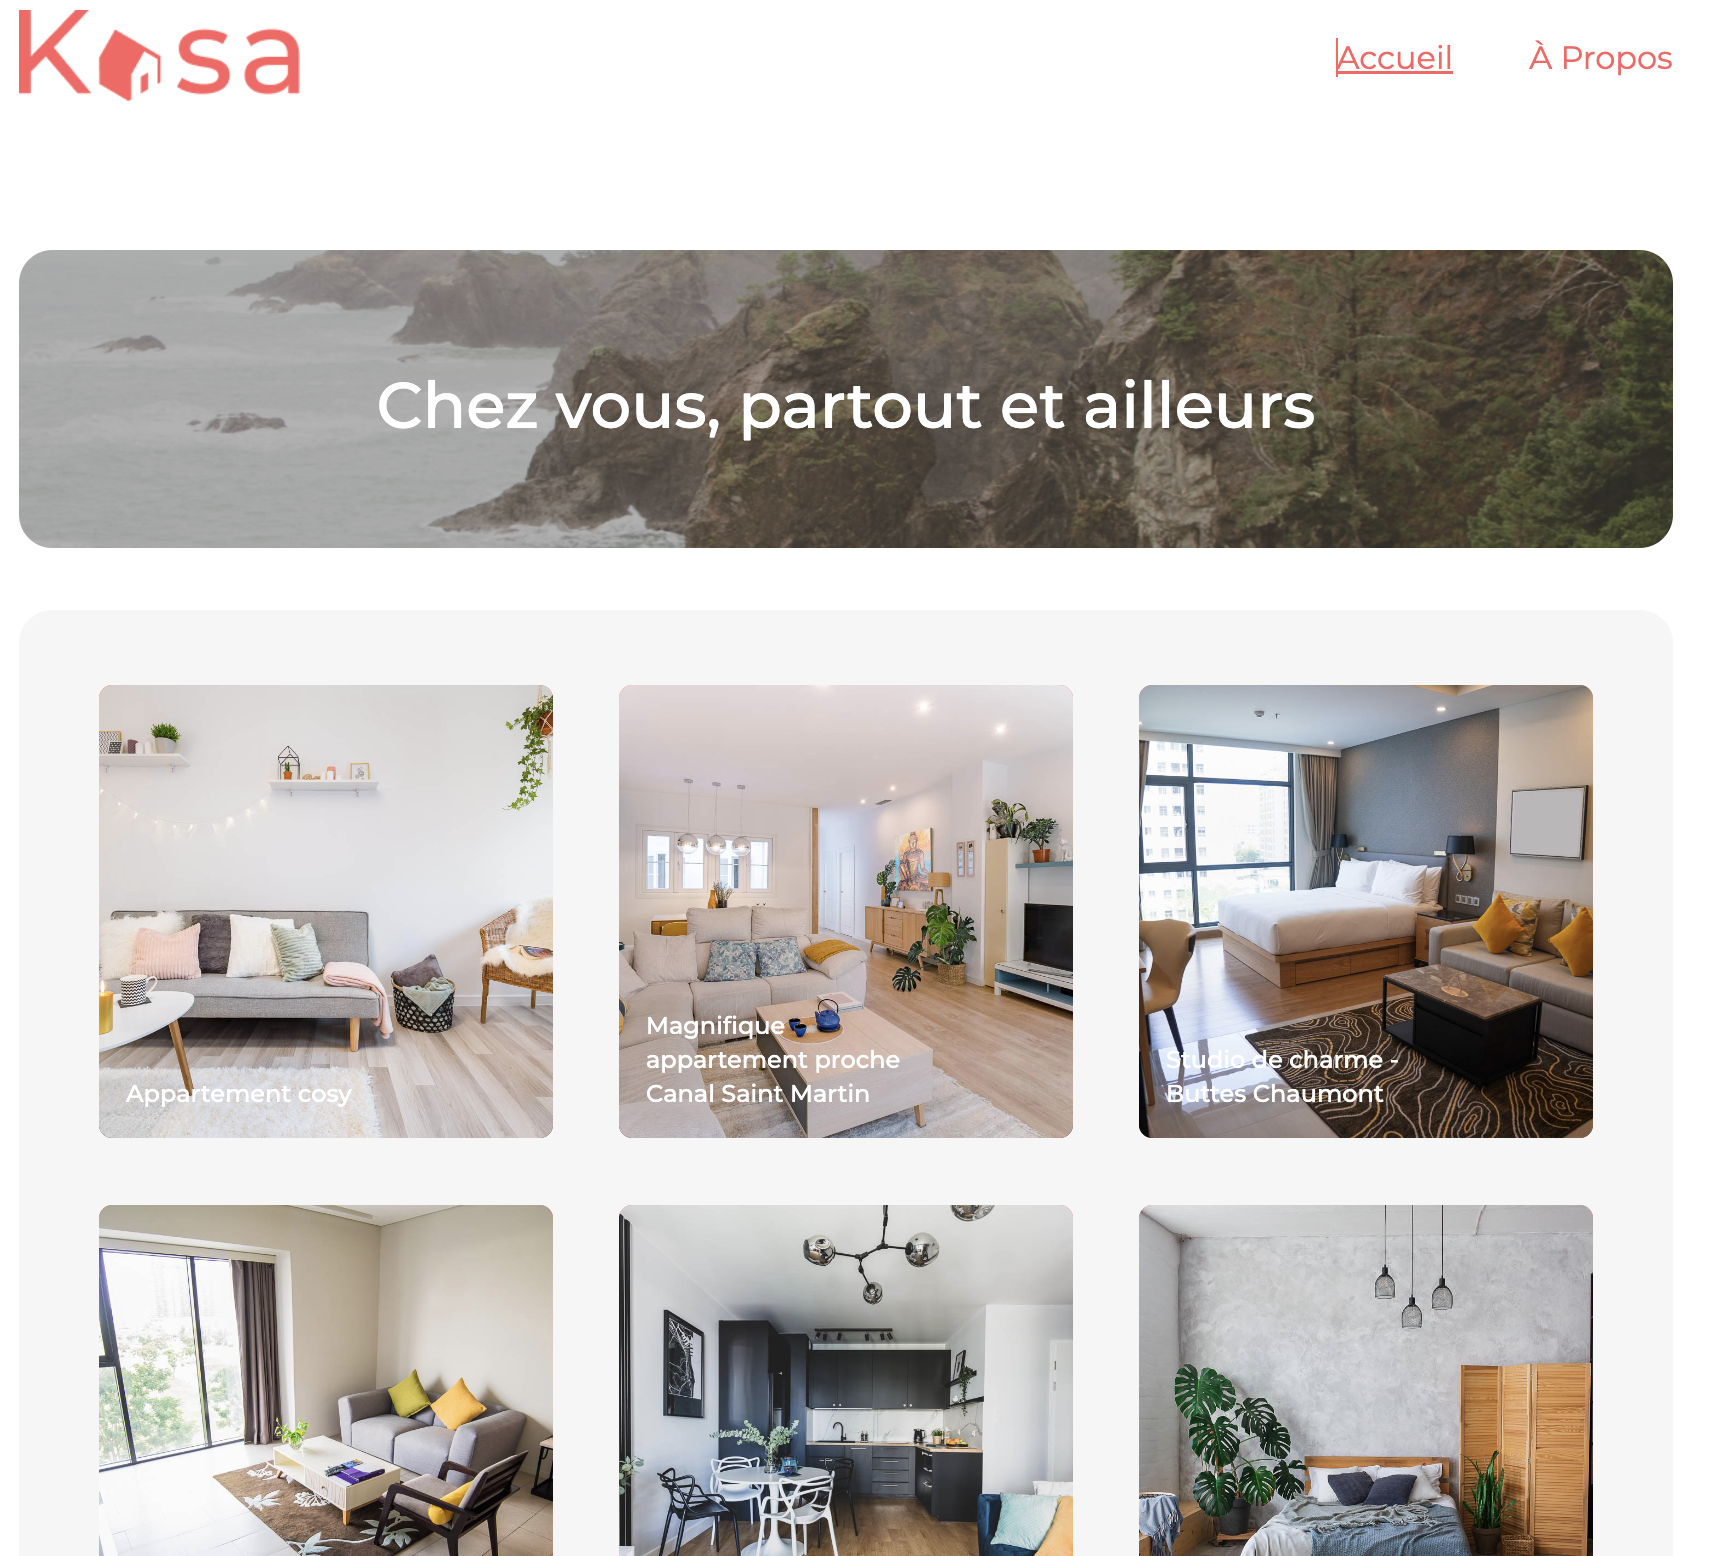 Kasa
Accueil
À Propos
Chez vous, partout et ailleurs
Appartement cosy
Magnifique
appartement proche
Canal Saint Martin
Studio de charme -
Buttes Chaumont